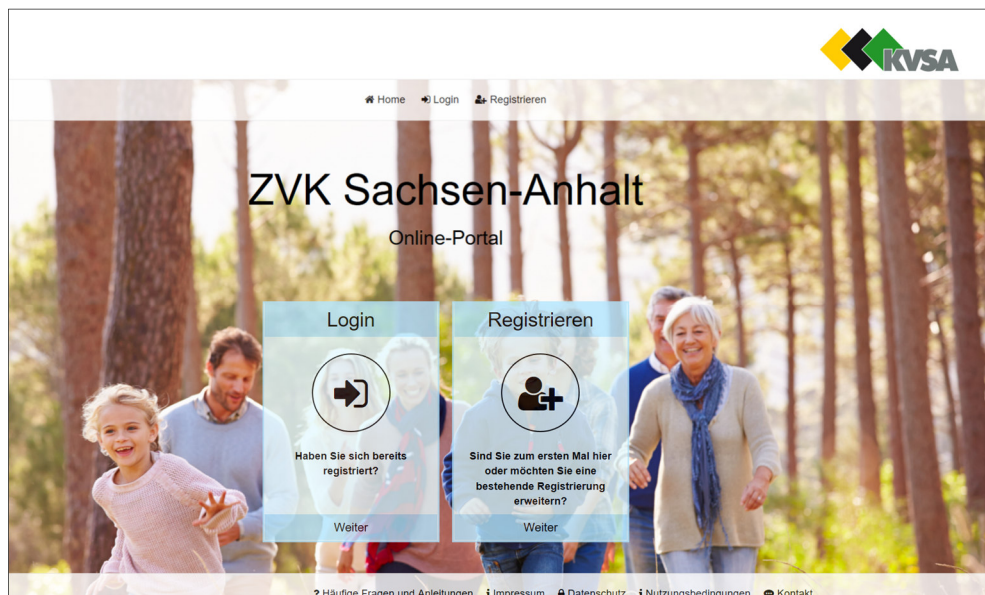 KVSA
Home Login Registrieren
ZVK Sachsen-Anhalt
Online-Portal
Login
Haben Sie sich bereits
registriert?
Weiter
Registrieren
Sind Sie zum ersten Mal hier
oder möchten Sie eine
bestehende Registrierung
erweitern?
Weiter
? Häufige Fragen und Anleitungen i Impressum Datenschutz i Nutzungsbedingungen Kontakt